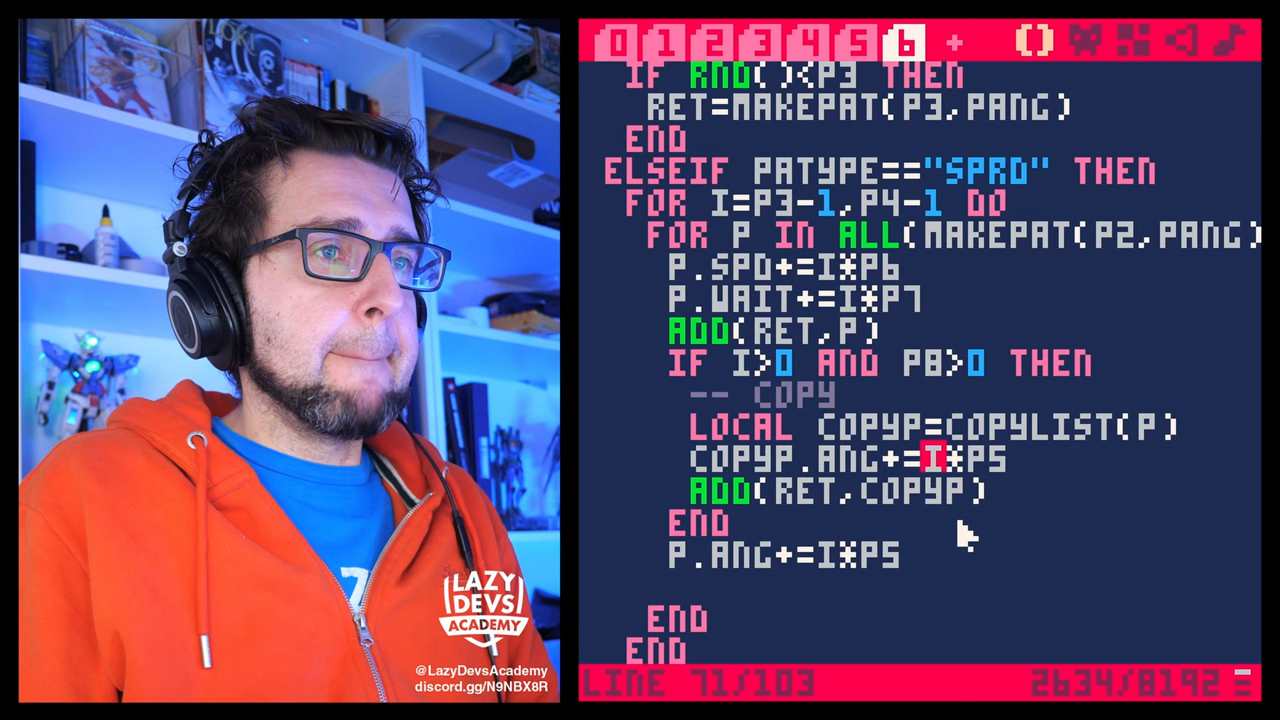 LOKI
LAZY
DEVS
ACADEMY
@LazyDevsAcademy
discord.gg/N9NBX8R
0 1 2 3 4 5 6 +
IF RND()<P3 THEN
RET=MAKEPAT(P3,PANG)
END
ELSEIF PATYPE=="SPRD" THEN
FOR I=P3-1,P4-1 DO
FOR P IN ALL(MAKEPAT(P2,PANG)
P.SPD+=I*P6
P.WAIT+=I*P7
ADD(RET,P)
IF I>0 AND P8>0 THEN
-- COPY
LOCAL COPYP=COPYLIST(P)
COPYP.ANG+=I*P5
ADD(RET,COPYP)
END
P.ANG+=I*P5
END
END
LINE 71/103
2634/8192